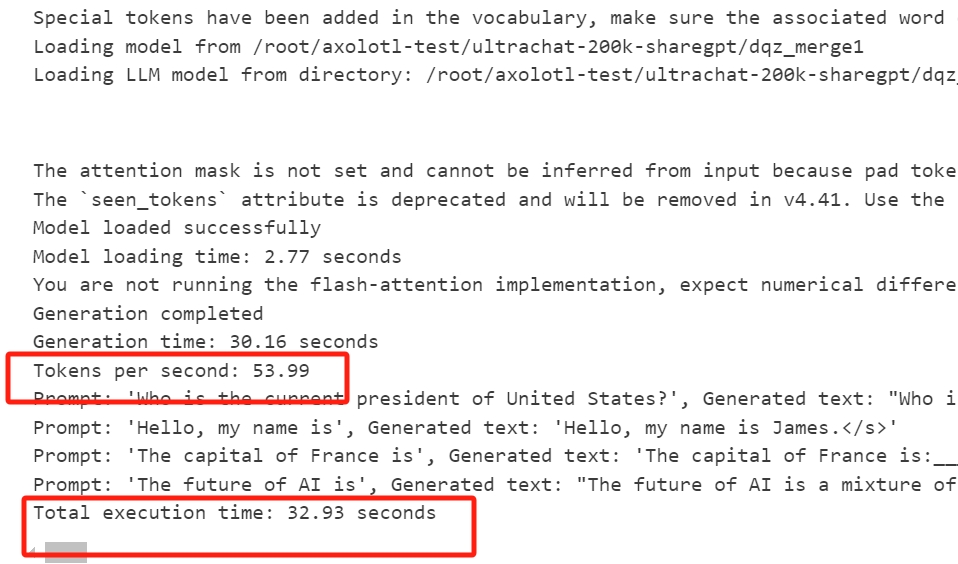 Special tokens have been added in the vocabulary, make sure the associated word
Loading model from /root/axolotl-test/ultrachat-200k-sharegpt/dqz_merge1
Loading LLM model from directory: /root/axolotl-test/ultrachat-200k-sharegpt/dqz_
The attention mask is not set and cannot be inferred from input because pad toke
The `seen_tokens` attribute is deprecated and will be removed in v4.41. Use the
Model loaded successfully
Model loading time: 2.77 seconds
You are not running the flash-attention implementation, expect numerical differe
Generation completed
Generation time: 30.16 seconds
Tokens per second: 53.99
Prompt: 'Who is the current president of United States?', Generated text: "Who i
Prompt: 'Hello, my name is', Generated text: 'Hello, my name is James.</s>'
Prompt: 'The capital of France is', Generated text: 'The capital of France is:__
Prompt: 'The future of AI is', Generated text: "The future of AI is a mixture of
Total execution time: 32.93 seconds